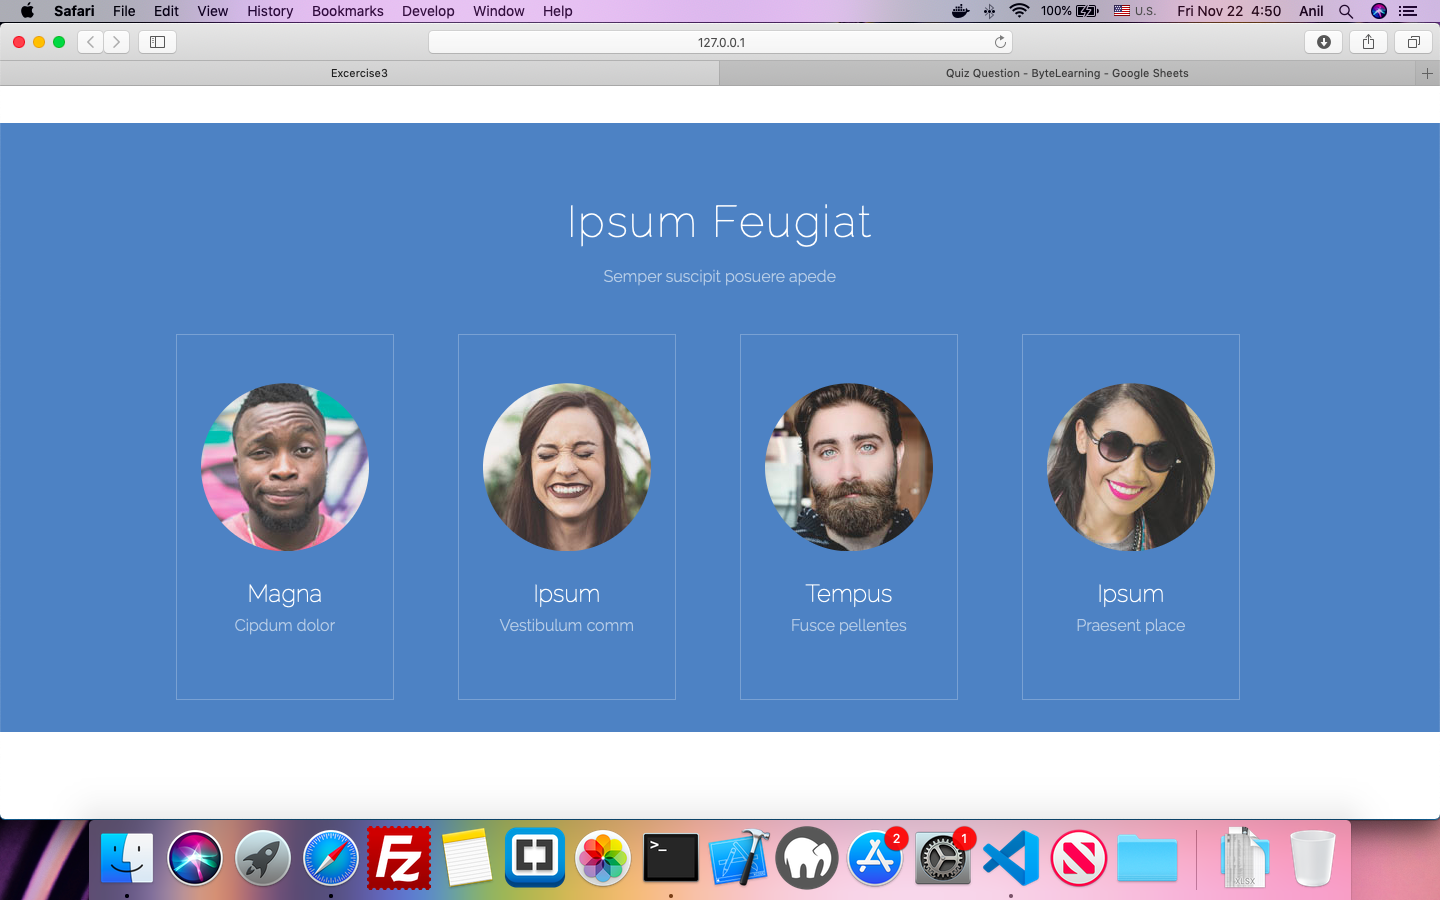 Safari File Edit View History Bookmarks Develop Window Help 100% U.S. Fri Nov 22 4:50 Anil
127.0.0.1
Excercise3 Quiz Question - ByteLearning - Google Sheets
Ipsum Feugiat
Semper suscipit posuere apede
Magna Ipsum Tempus Ipsum
Cipdum dolor Vestibulum comm Fusce pellentes Praesent place
Fz >_ 2 1 XLSX